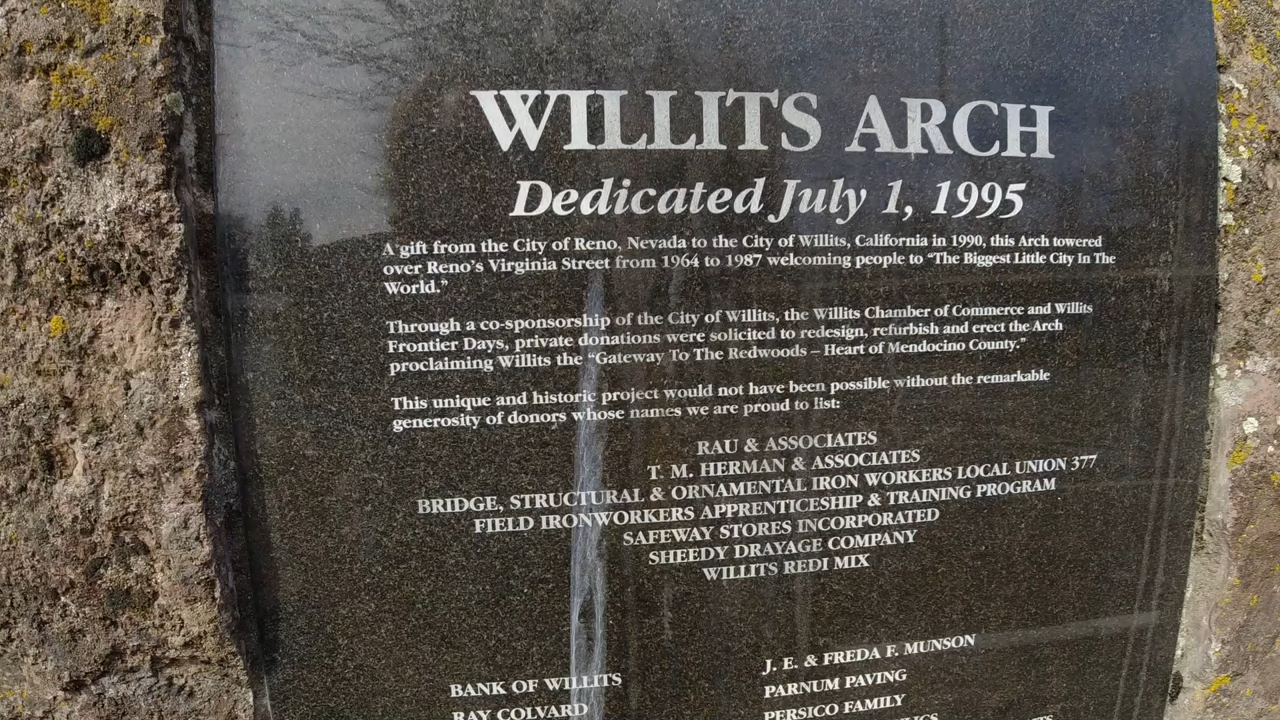 WILLITS ARCH
Dedicated July 1, 1995
A gift from the City of Reno, Nevada to the City of Willits, California in 1990, this Arch towered
over Reno's Virginia Street from 1964 to 1987 welcoming people to “The Biggest Little City In The
World.”
Through a co-sponsorship of the City of Willits, the Willits Chamber of Commerce and Willits
Frontier Days, private donations were solicited to redesign, refurbish and erect the Arch
proclaiming Willits the “Gateway To The Redwoods – Heart of Mendocino County.”
This unique and historic project would not have been possible without the remarkable
generosity of donors whose names we are proud to list:
RAU & ASSOCIATES
T. M. HERMAN & ASSOCIATES
BRIDGE, STRUCTURAL & ORNAMENTAL IRON WORKERS LOCAL UNION 377
FIELD IRONWORKERS APPRENTICESHIP & TRAINING PROGRAM
SAFEWAY STORES INCORPORATED
SHEEDY DRAYAGE COMPANY
WILLITS REDI MIX
BANK OF WILLITS
RAY COLVARD
J. E. & FREDA F. MUNSON
PARNUM PAVING
PERSICO FAMILY